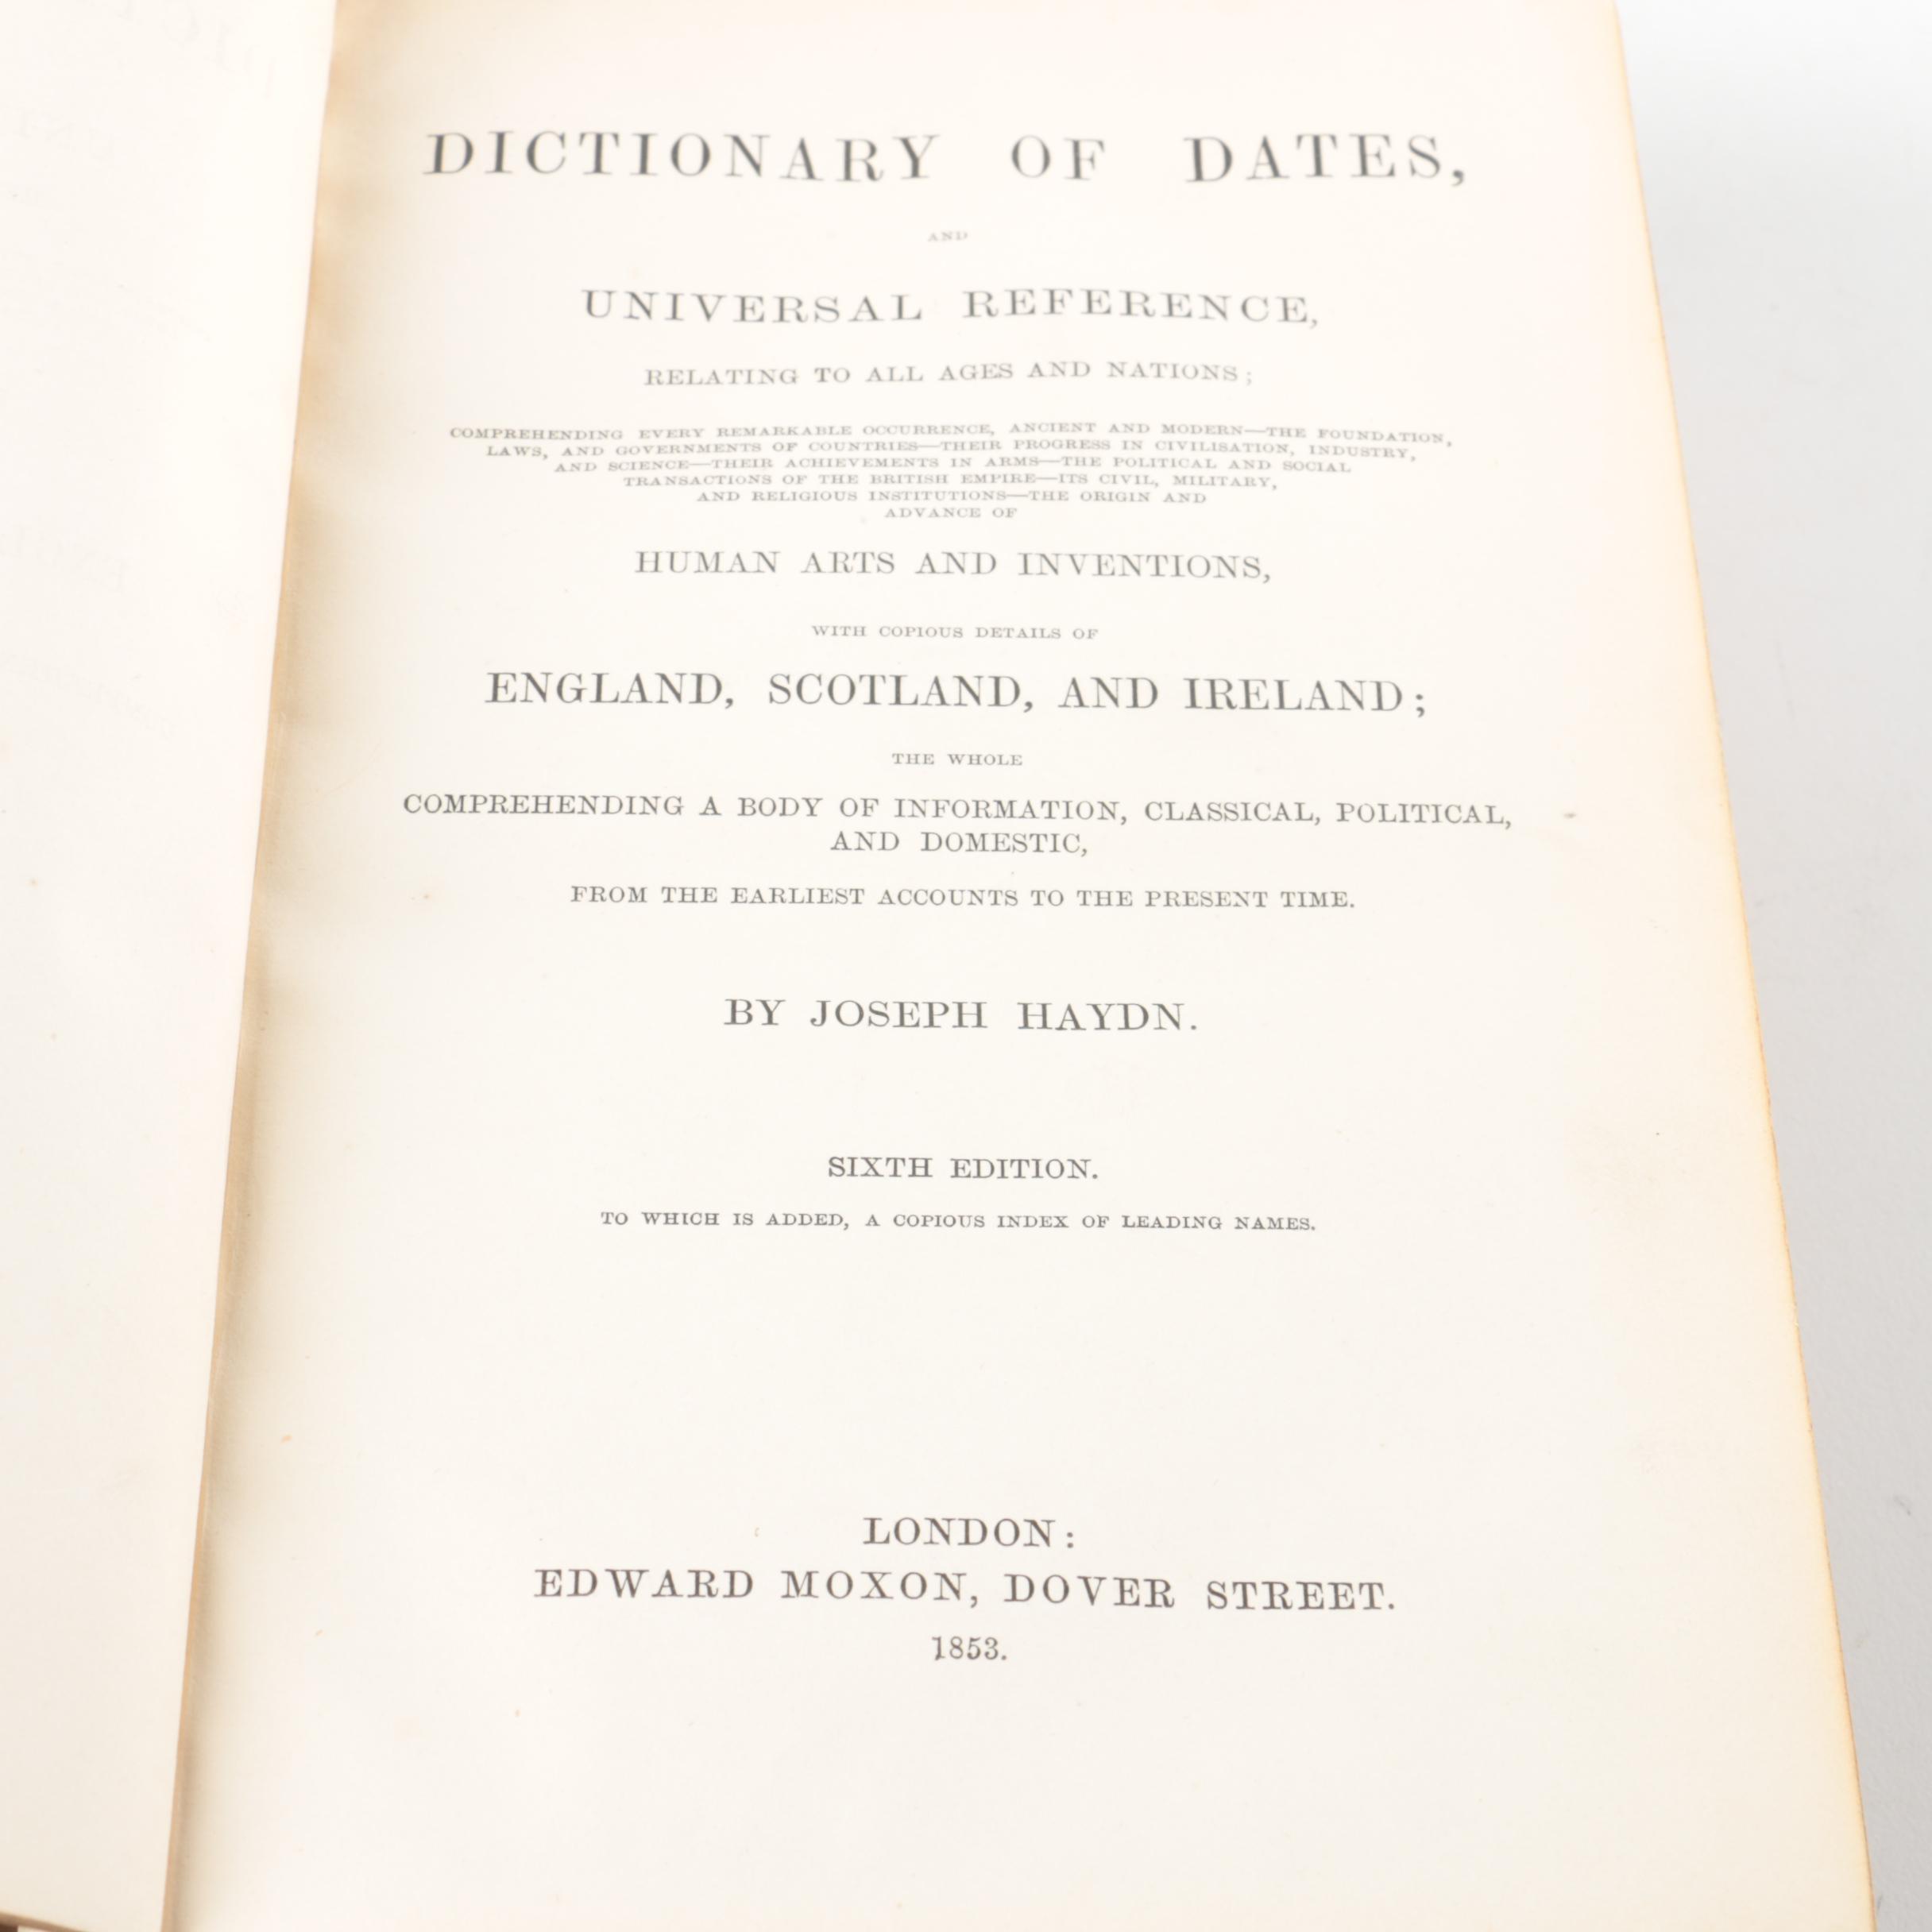 DICTIONARY OF DATES,
AND
UNIVERSAL REFERENCE,
RELATING TO ALL AGES AND NATIONS;
COMPREHENDING EVERY REMARKABLE OCCURRENCE, ANCIENT AND MODERN—THE FOUNDATION,
LAWS, AND GOVERNMENTS OF COUNTRIES—THEIR PROGRESS IN CIVILISATION, INDUSTRY,
AND SCIENCE—THEIR ACHIEVEMENTS IN ARMS—THE POLITICAL AND SOCIAL
TRANSACTIONS OF THE BRITISH EMPIRE—ITS CIVIL, MILITARY,
AND RELIGIOUS INSTITUTIONS—THE ORIGIN AND
ADVANCE OF
HUMAN ARTS AND INVENTIONS,
WITH COPIOUS DETAILS OF
ENGLAND, SCOTLAND, AND IRELAND;
THE WHOLE
COMPREHENDING A BODY OF INFORMATION, CLASSICAL, POLITICAL,
AND DOMESTIC,
FROM THE EARLIEST ACCOUNTS TO THE PRESENT TIME.
BY JOSEPH HAYDN.
SIXTH EDITION.
TO WHICH IS ADDED, A COPIOUS INDEX OF LEADING NAMES.
LONDON:
EDWARD MOXON, DOVER STREET.
1853.